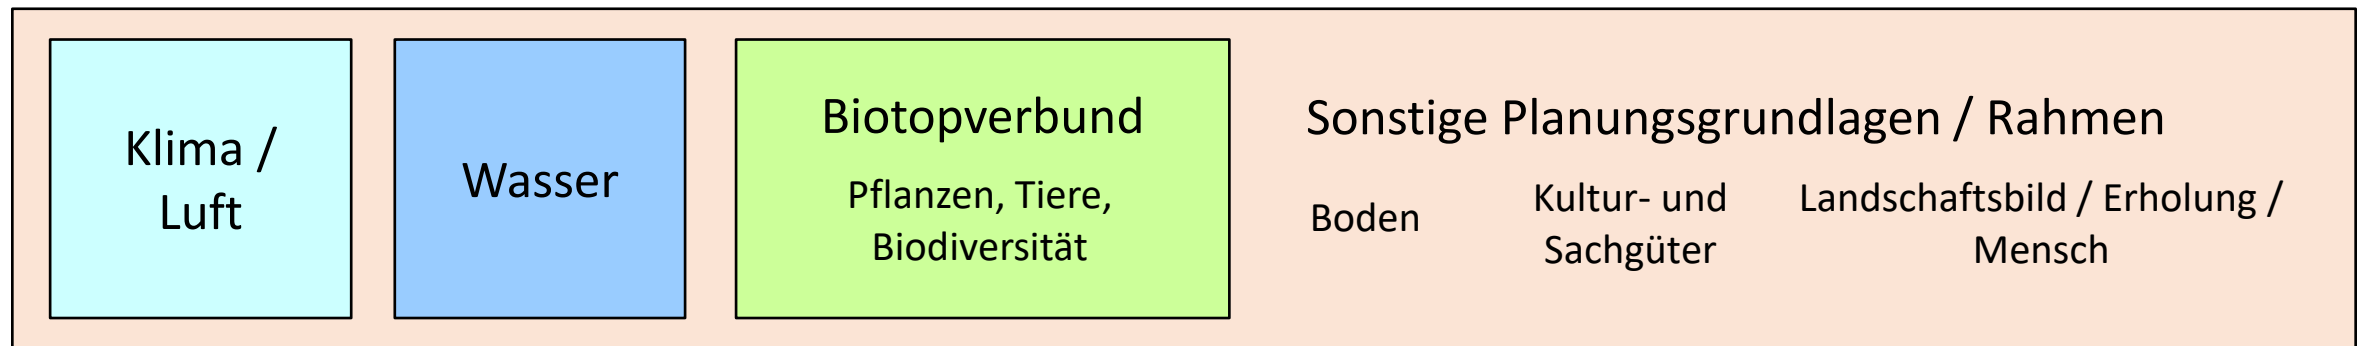 Klima /
Luft
Wasser
Biotopverbund
Pflanzen, Tiere,
Biodiversität
Sonstige Planungsgrundlagen / Rahmen
Boden
Kultur- und
Sachgüter
Landschaftsbild / Erholung /
Mensch